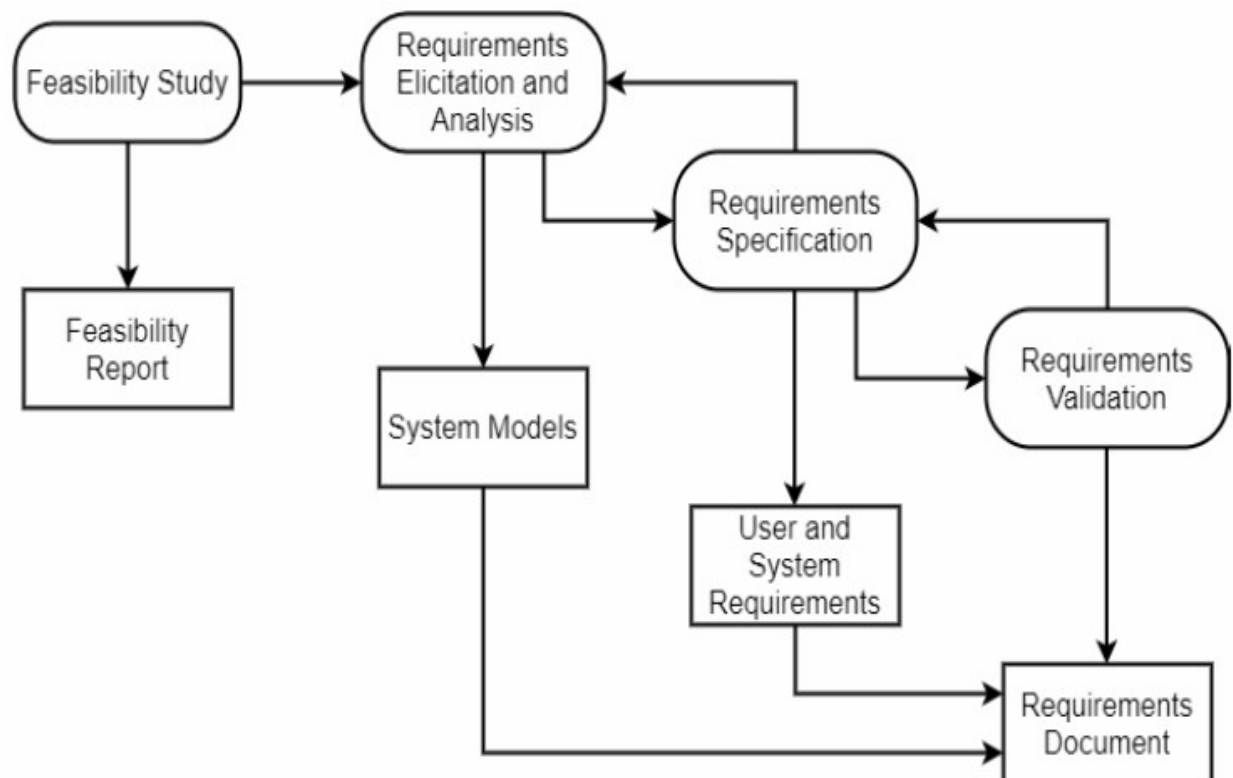 Feasibility Study
Requirements
Elicitation and
Analysis
Requirements
Specification
Feasibility
Report
Requirements
Validation
System Models
User and
System
Requirements
Requirements
Document